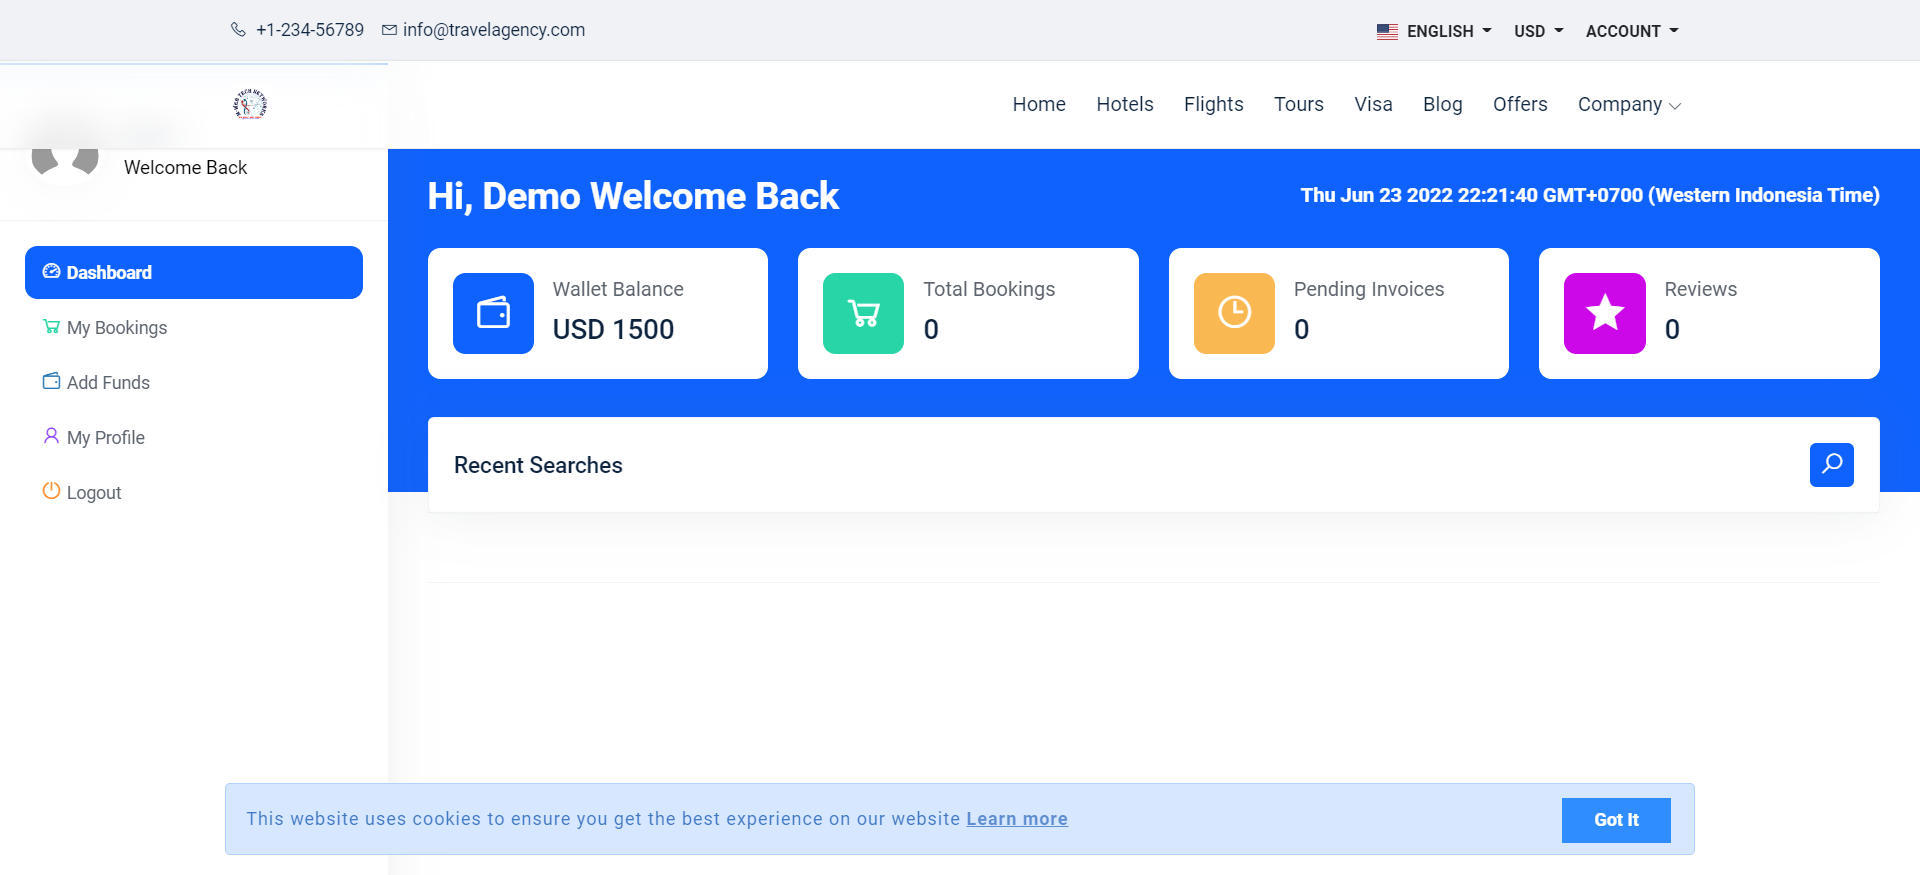 +1-234-56789 info@travelagency.com
ENGLISH USD ACCOUNT
Home Hotels Flights Tours Visa Blog Offers Company
Welcome Back
Dashboard
My Bookings
Add Funds
My Profile
Logout
Hi, Demo Welcome Back
Thu Jun 23 2022 22:21:40 GMT+0700 (Western Indonesia Time)
Wallet Balance
USD 1500
Total Bookings
0
Pending Invoices
0
Reviews
0
Recent Searches
This website uses cookies to ensure you get the best experience on our website Learn more
Got It